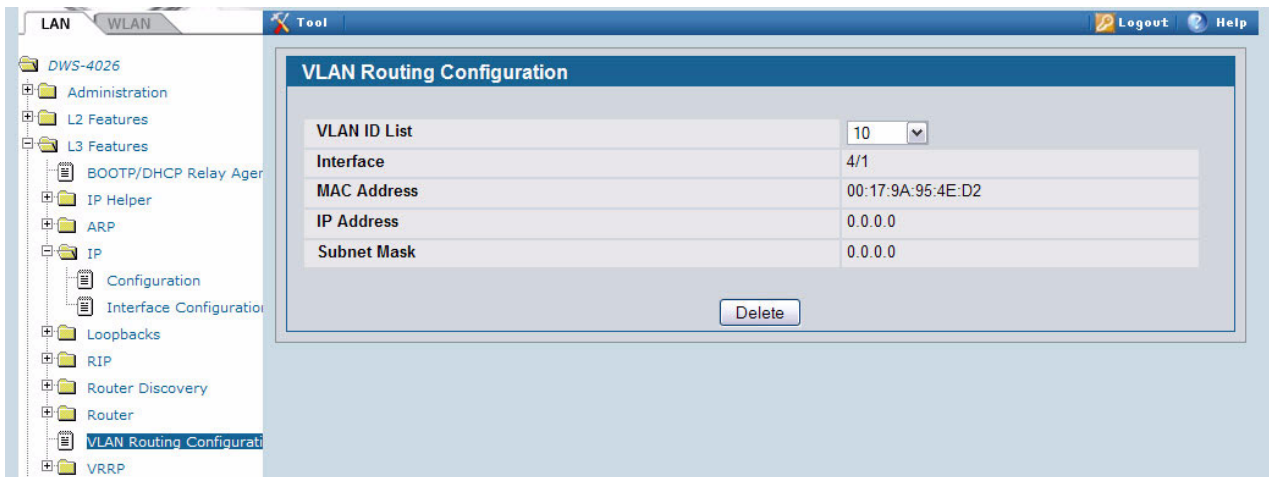 LAN WLAN Tool Logout Help
DWS-4026
Administration
L2 Features
L3 Features
BOOTP/DHCP Relay Ager
IP Helper
ARP
IP
Configuration
Interface Configuration
Loopbacks
RIP
Router Discovery
Router
VLAN Routing Configurati
VRRP
VLAN Routing Configuration
VLAN ID List 10
Interface 4/1
MAC Address 00:17:9A:95:4E:D2
IP Address 0.0.0.0
Subnet Mask 0.0.0.0
Delete